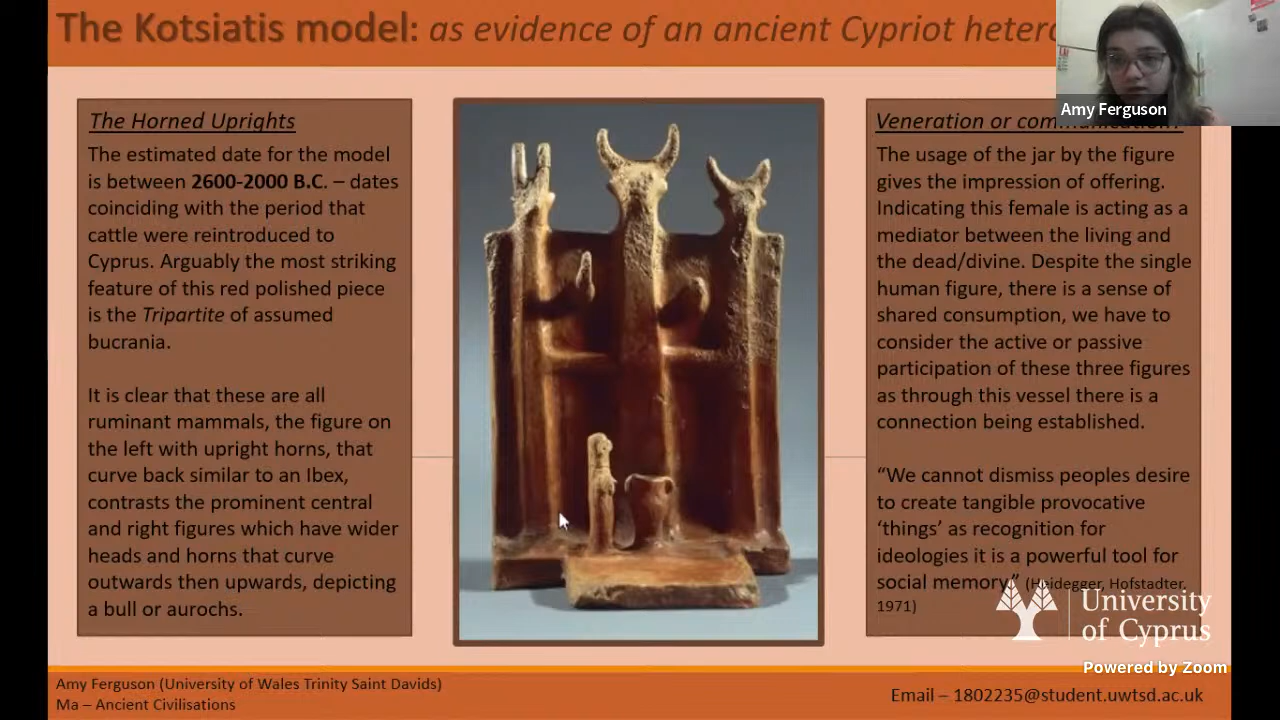 The Kotsiatis model: as evidence of an ancient Cypriot
Amy Ferguson
The Horned Uprights
The estimated date for the model
is between 2600-2000 B.C. – dates
coinciding with the period that
cattle were reintroduced to
Cyprus. Arguably the most striking
feature of this red polished piece
is the Tripartite of assumed
bucrania.
It is clear that these are all
ruminant mammals, the figure on
the left with upright horns, that
curve back similar to an Ibex,
contrasts the prominent central
and right figures which have wider
heads and horns that curve
outwards then upwards, depicting
a bull or aurochs.
Veneration or communication?
The usage of the jar by the figure
gives the impression of offering.
Indicating this female is acting as a
mediator between the living and
the dead/divine. Despite the single
human figure, there is a sense of
shared consumption, we have to
consider the active or passive
participation of these three figures
as through this vessel there is a
connection being established.
“We cannot dismiss peoples desire
to create tangible provocative
‘things’ as recognition for
ideologies it is a powerful tool for
social memory” (Heidegger, Hofstadter,
1971)
University
of Cyprus
Powered by Zoom
Amy Ferguson (University of Wales Trinity Saint Davids)
Ma – Ancient Civilisations
Email – 1802235@student.uwtsd.ac.uk